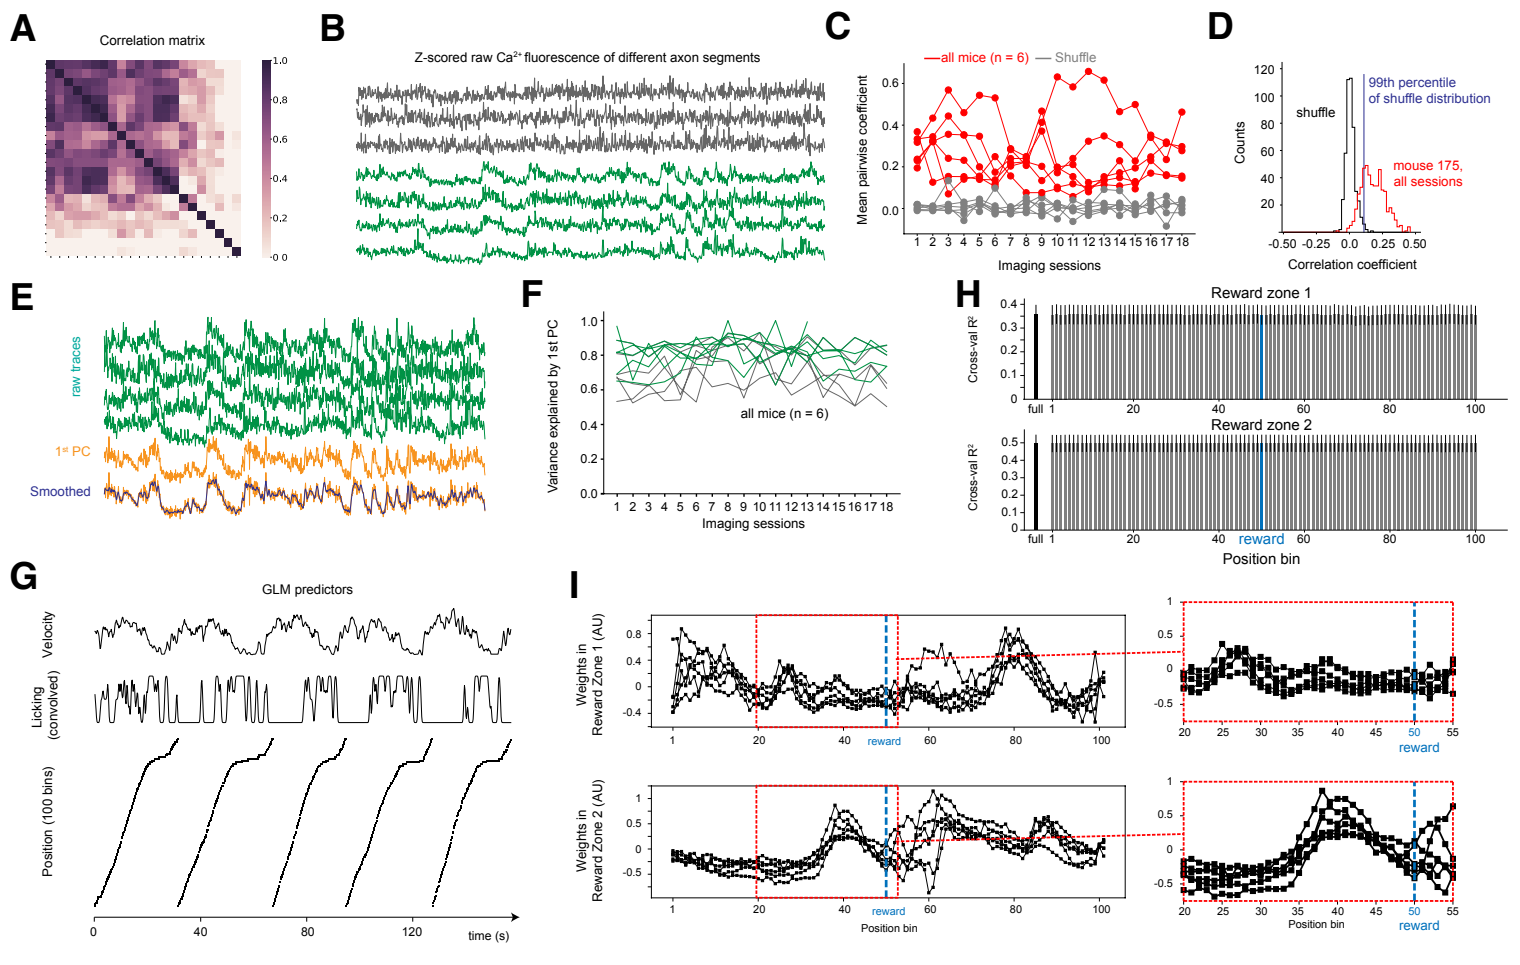 A
Correlation matrix
1.0
0.8
0.6
0.4
0.2
0 0
B
Z-scored raw Ca²⁺ fluorescence of different axon segments
C
all mice (n = 6)
Shuffle
Mean pairwise coefficient
0.6
0.4
0.2
0.0
1 2 3 4 5 6 7 8 9 10 11 12 13 14 15 16 17 18
Imaging sessions
D
120
100
80
60
40
20
Counts
shuffle
99th percentile
of shuffle distribution
mouse 175,
all sessions
-0.50 -0.25 0.0 0.25 0.50
Correlation coefficient
E
raw traces
1st PC
Smoothed
F
Variance explained by 1st PC
1.0
0.8
0.6
0.4
0.2
0.0
all mice (n = 6)
1 2 3 4 5 6 7 8 9 10 11 12 13 14 15 16 17 18
Imaging sessions
H
Reward zone 1
Cross-val R²
0.4
0.3
0.2
0.1
0
full 1 20 40 60 80 100
Reward zone 2
Cross-val R²
0.5
0.4
0.3
0.2
0.1
0
full 1 20 40 reward 60 80 100
Position bin
G
GLM predictors
Velocity
Licking
(convolved)
Position (100 bins)
0 40 80 120 time (s)
I
Weights in
Reward Zone 1 (AU)
0.8
0.4
0
-0.4
1 20 40 reward 60 80 100
1
0.5
0
-0.5
20 25 30 35 40 45 50 55
reward
Weights in
Reward Zone 2 (AU)
1
0.5
0
-0.5
1 20 40 reward 60 80 100
Position bin
1
0.5
0
-0.5
20 25 30 35 40 45 50 55
Position bin
reward